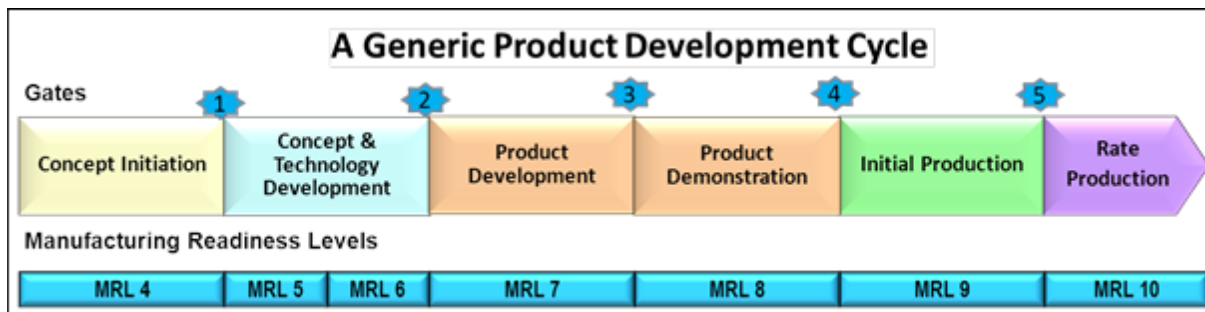 A Generic Product Development Cycle
Gates
1
2
3
4
5
Concept Initiation
Concept &
Technology
Development
Product
Development
Product
Demonstration
Initial Production
Rate
Production
Manufacturing Readiness Levels
MRL 4
MRL 5
MRL 6
MRL 7
MRL 8
MRL 9
MRL 10